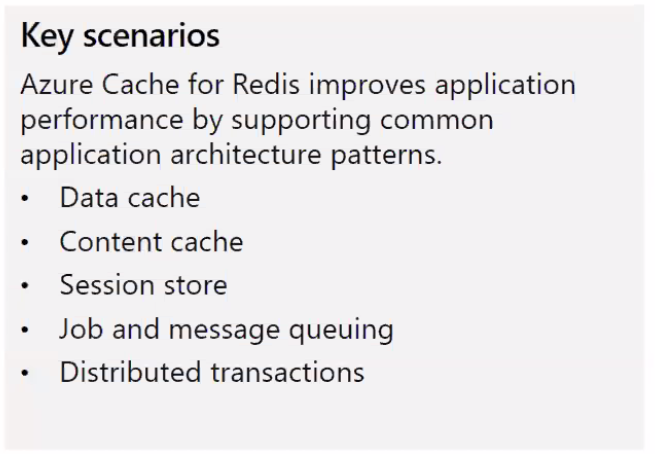 Key scenarios
Azure Cache for Redis improves application
performance by supporting common
application architecture patterns.
• Data cache
• Content cache
• Session store
• Job and message queuing
• Distributed transactions